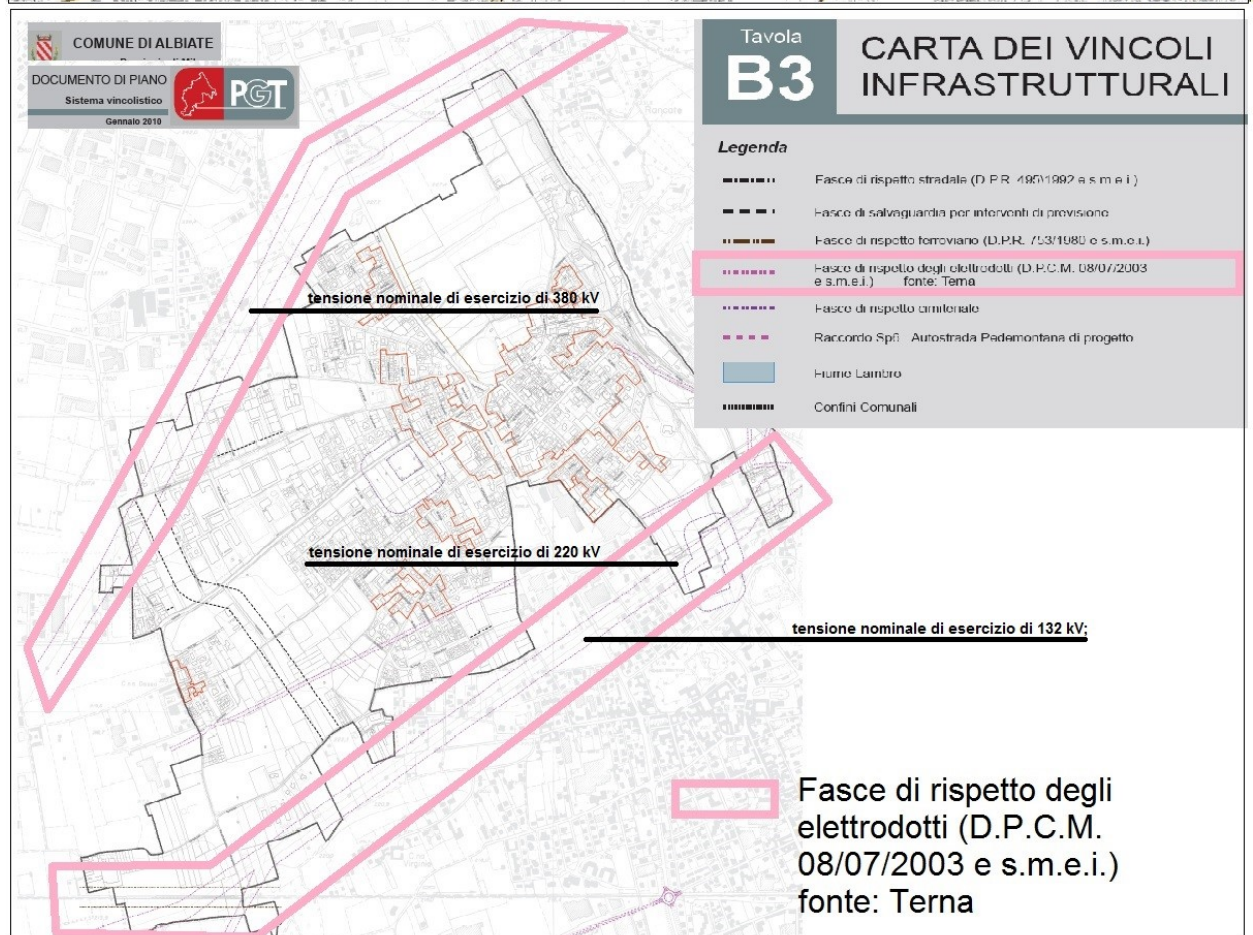 COMUNE DI ALBIATE
DOCUMENTO DI PIANO
Sistema vincolistico
Gennaio 2010
PGT
Tavola
B3
CARTA DEI VINCOLI
INFRASTRUTTURALI
Legenda
Fasce di rispetto stradale (D.P.R. 495\1992 e s.m.e.i.)
Fasce di salvaguardia per interventi di previsione
Fasce di rispetto ferroviario (D.P.R. 753/1980 e s.m.e.i.)
Fasce di rispetto degli elettrodotti (D.P.C.M. 08/07/2003
e s.m.e.i.) fonte: Terna
Fasce di rispetto cimiteriale
Raccordo Sp6 Autostrada Pedemontana di progetto
Fiume Lambro
Confini Comunali
tensione nominale di esercizio di 380 kV
tensione nominale di esercizio di 220 kV
tensione nominale di esercizio di 132 kV;
Fasce di rispetto degli
elettrodotti (D.P.C.M.
08/07/2003 e s.m.e.i.)
fonte: Terna